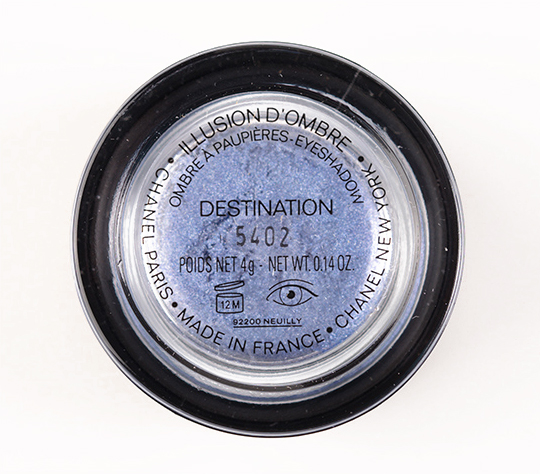 ILLUSION D'OMBRE
OMBRE À PAUPIÈRES-EYESHADOW
DESTINATION
5402
POIDS NET 4g - NET WT. 0.14 OZ.
12M
92200 NEUILLY
• CHANEL PARIS • MADE IN FRANCE • CHANEL NEW YORK •